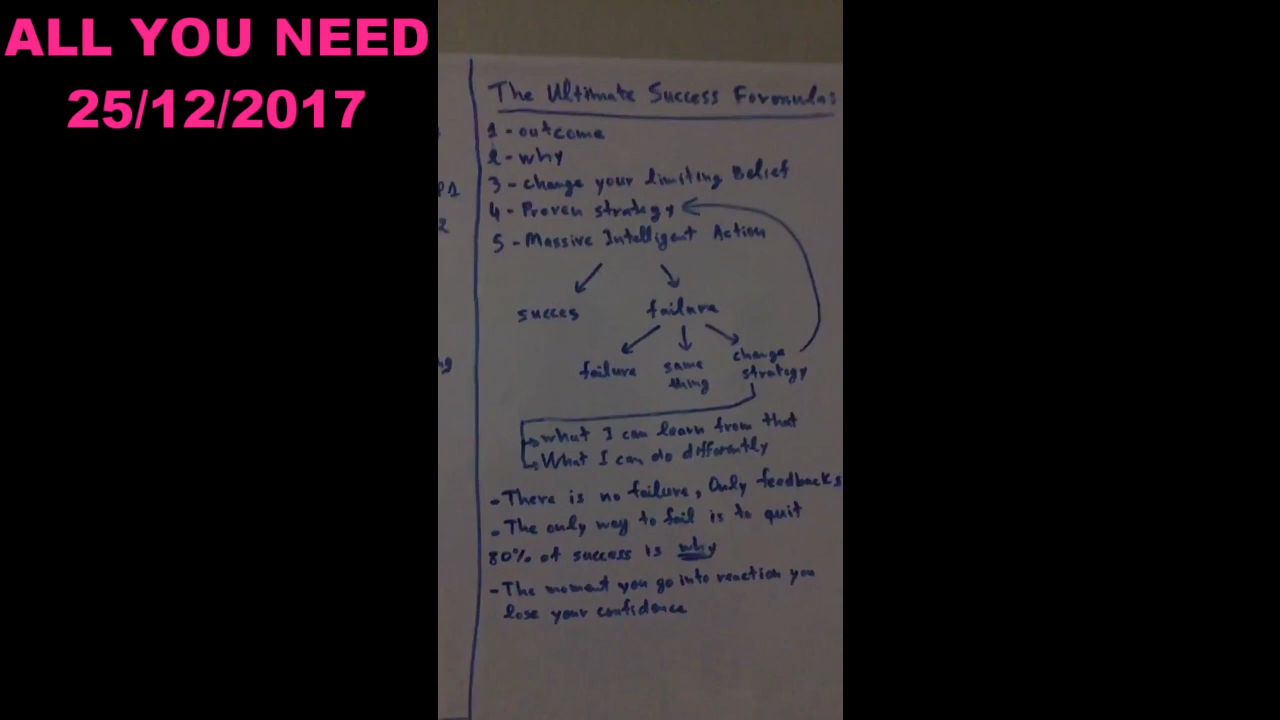 ALL YOU NEED
25/12/2017
The Ultimate Success Formulas
1 - outcome
2 - why
3 - change your limiting Belief
4 - Proven strategy
5 - Massive Intelligent Action
succes failure
failure same thing change strategy
what I can learn from that
What I can do differently
- There is no failure, Only feedbacks
- The only way to fail is to quit
80% of success is why
- The moment you go into reaction you
lose your confidence